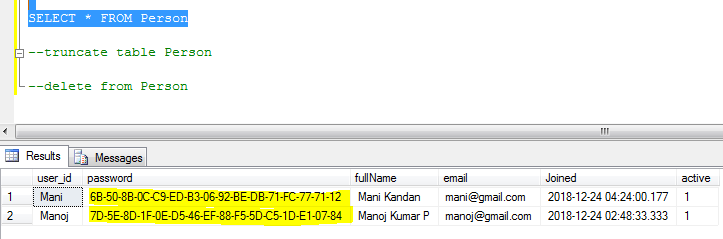 SELECT * FROM Person
--truncate table Person
--delete from Person
Results Messages
user_id password fullName email Joined active
1 Mani 6B-50-8B-0C-C9-ED-B3-06-92-BE-DB-71-FC-77-71-12 Mani Kandan mani@gmail.com 2018-12-24 04:24:00.177 1
2 Manoj 7D-5E-8D-1F-0E-D5-46-EF-88-F5-5D-C5-1D-E1-07-84 Manoj Kumar P manoj@gmail.com 2018-12-24 02:48:33.333 1